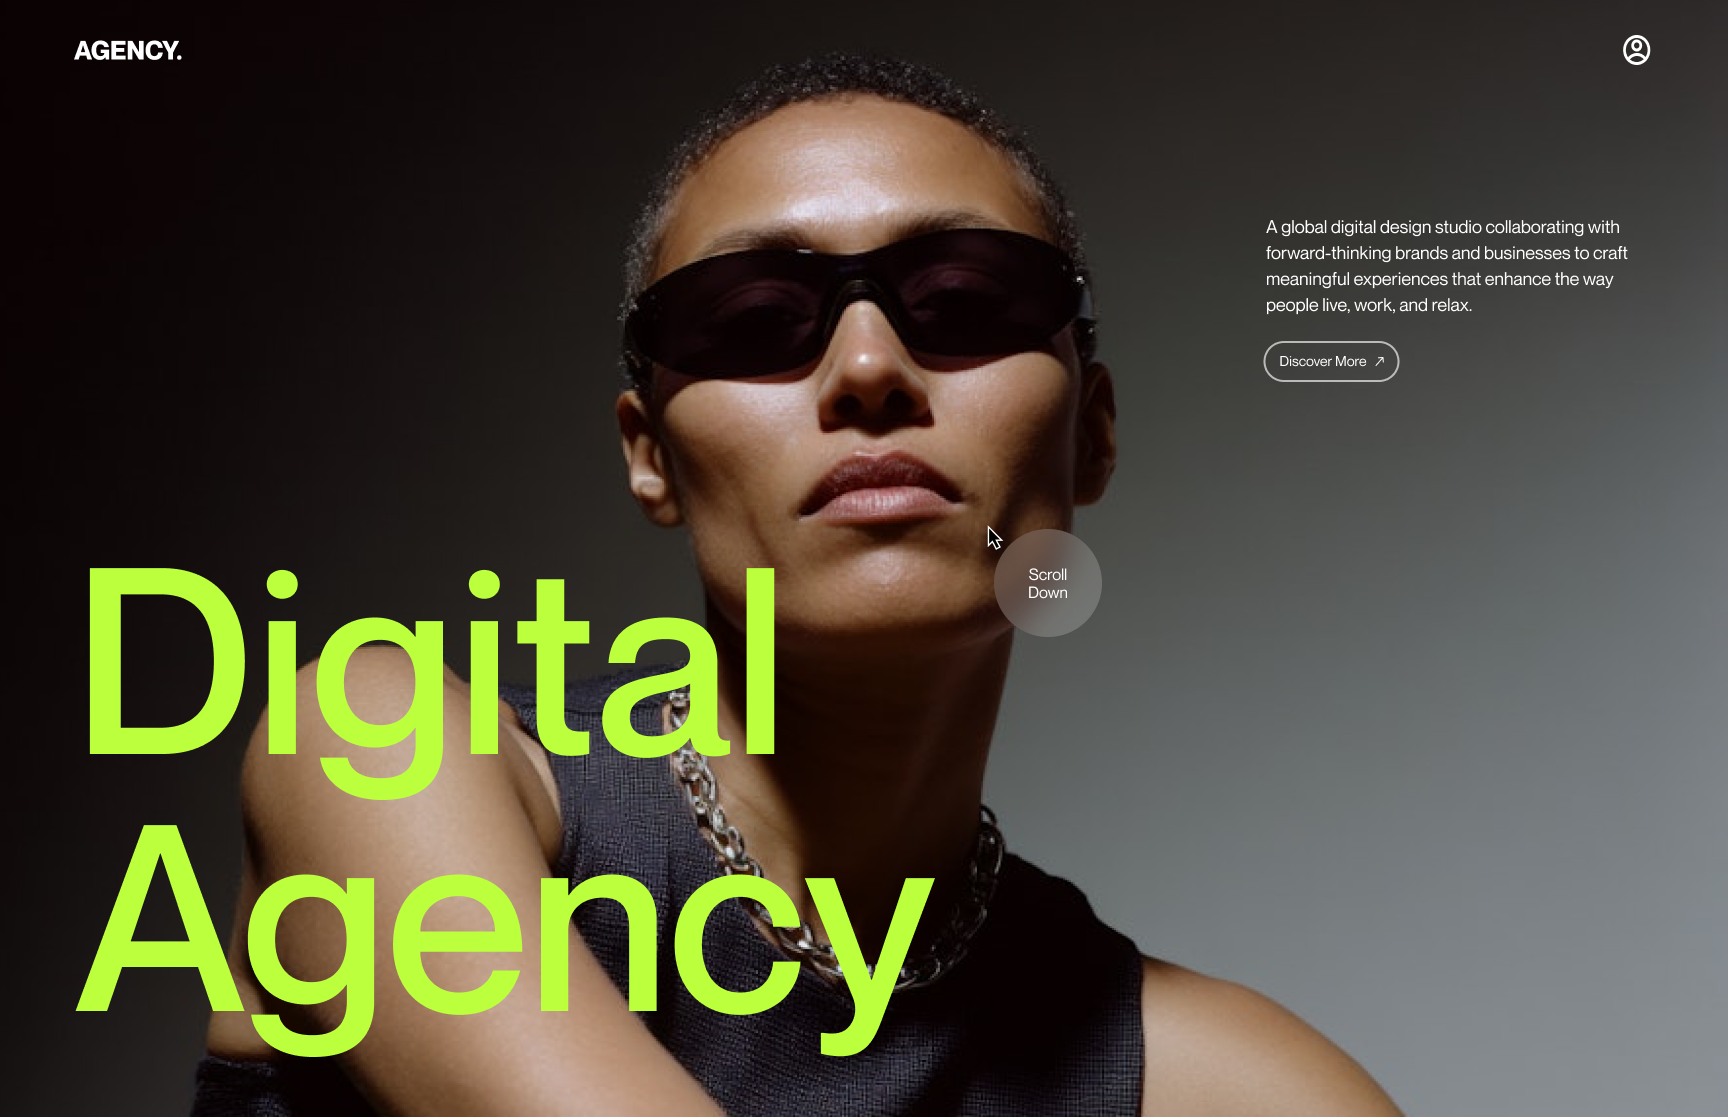 AGENCY.
A global digital design studio collaborating with
forward-thinking brands and businesses to craft
meaningful experiences that enhance the way
people live, work, and relax.
Discover More ↗
Scroll
Down
Digital
Agency